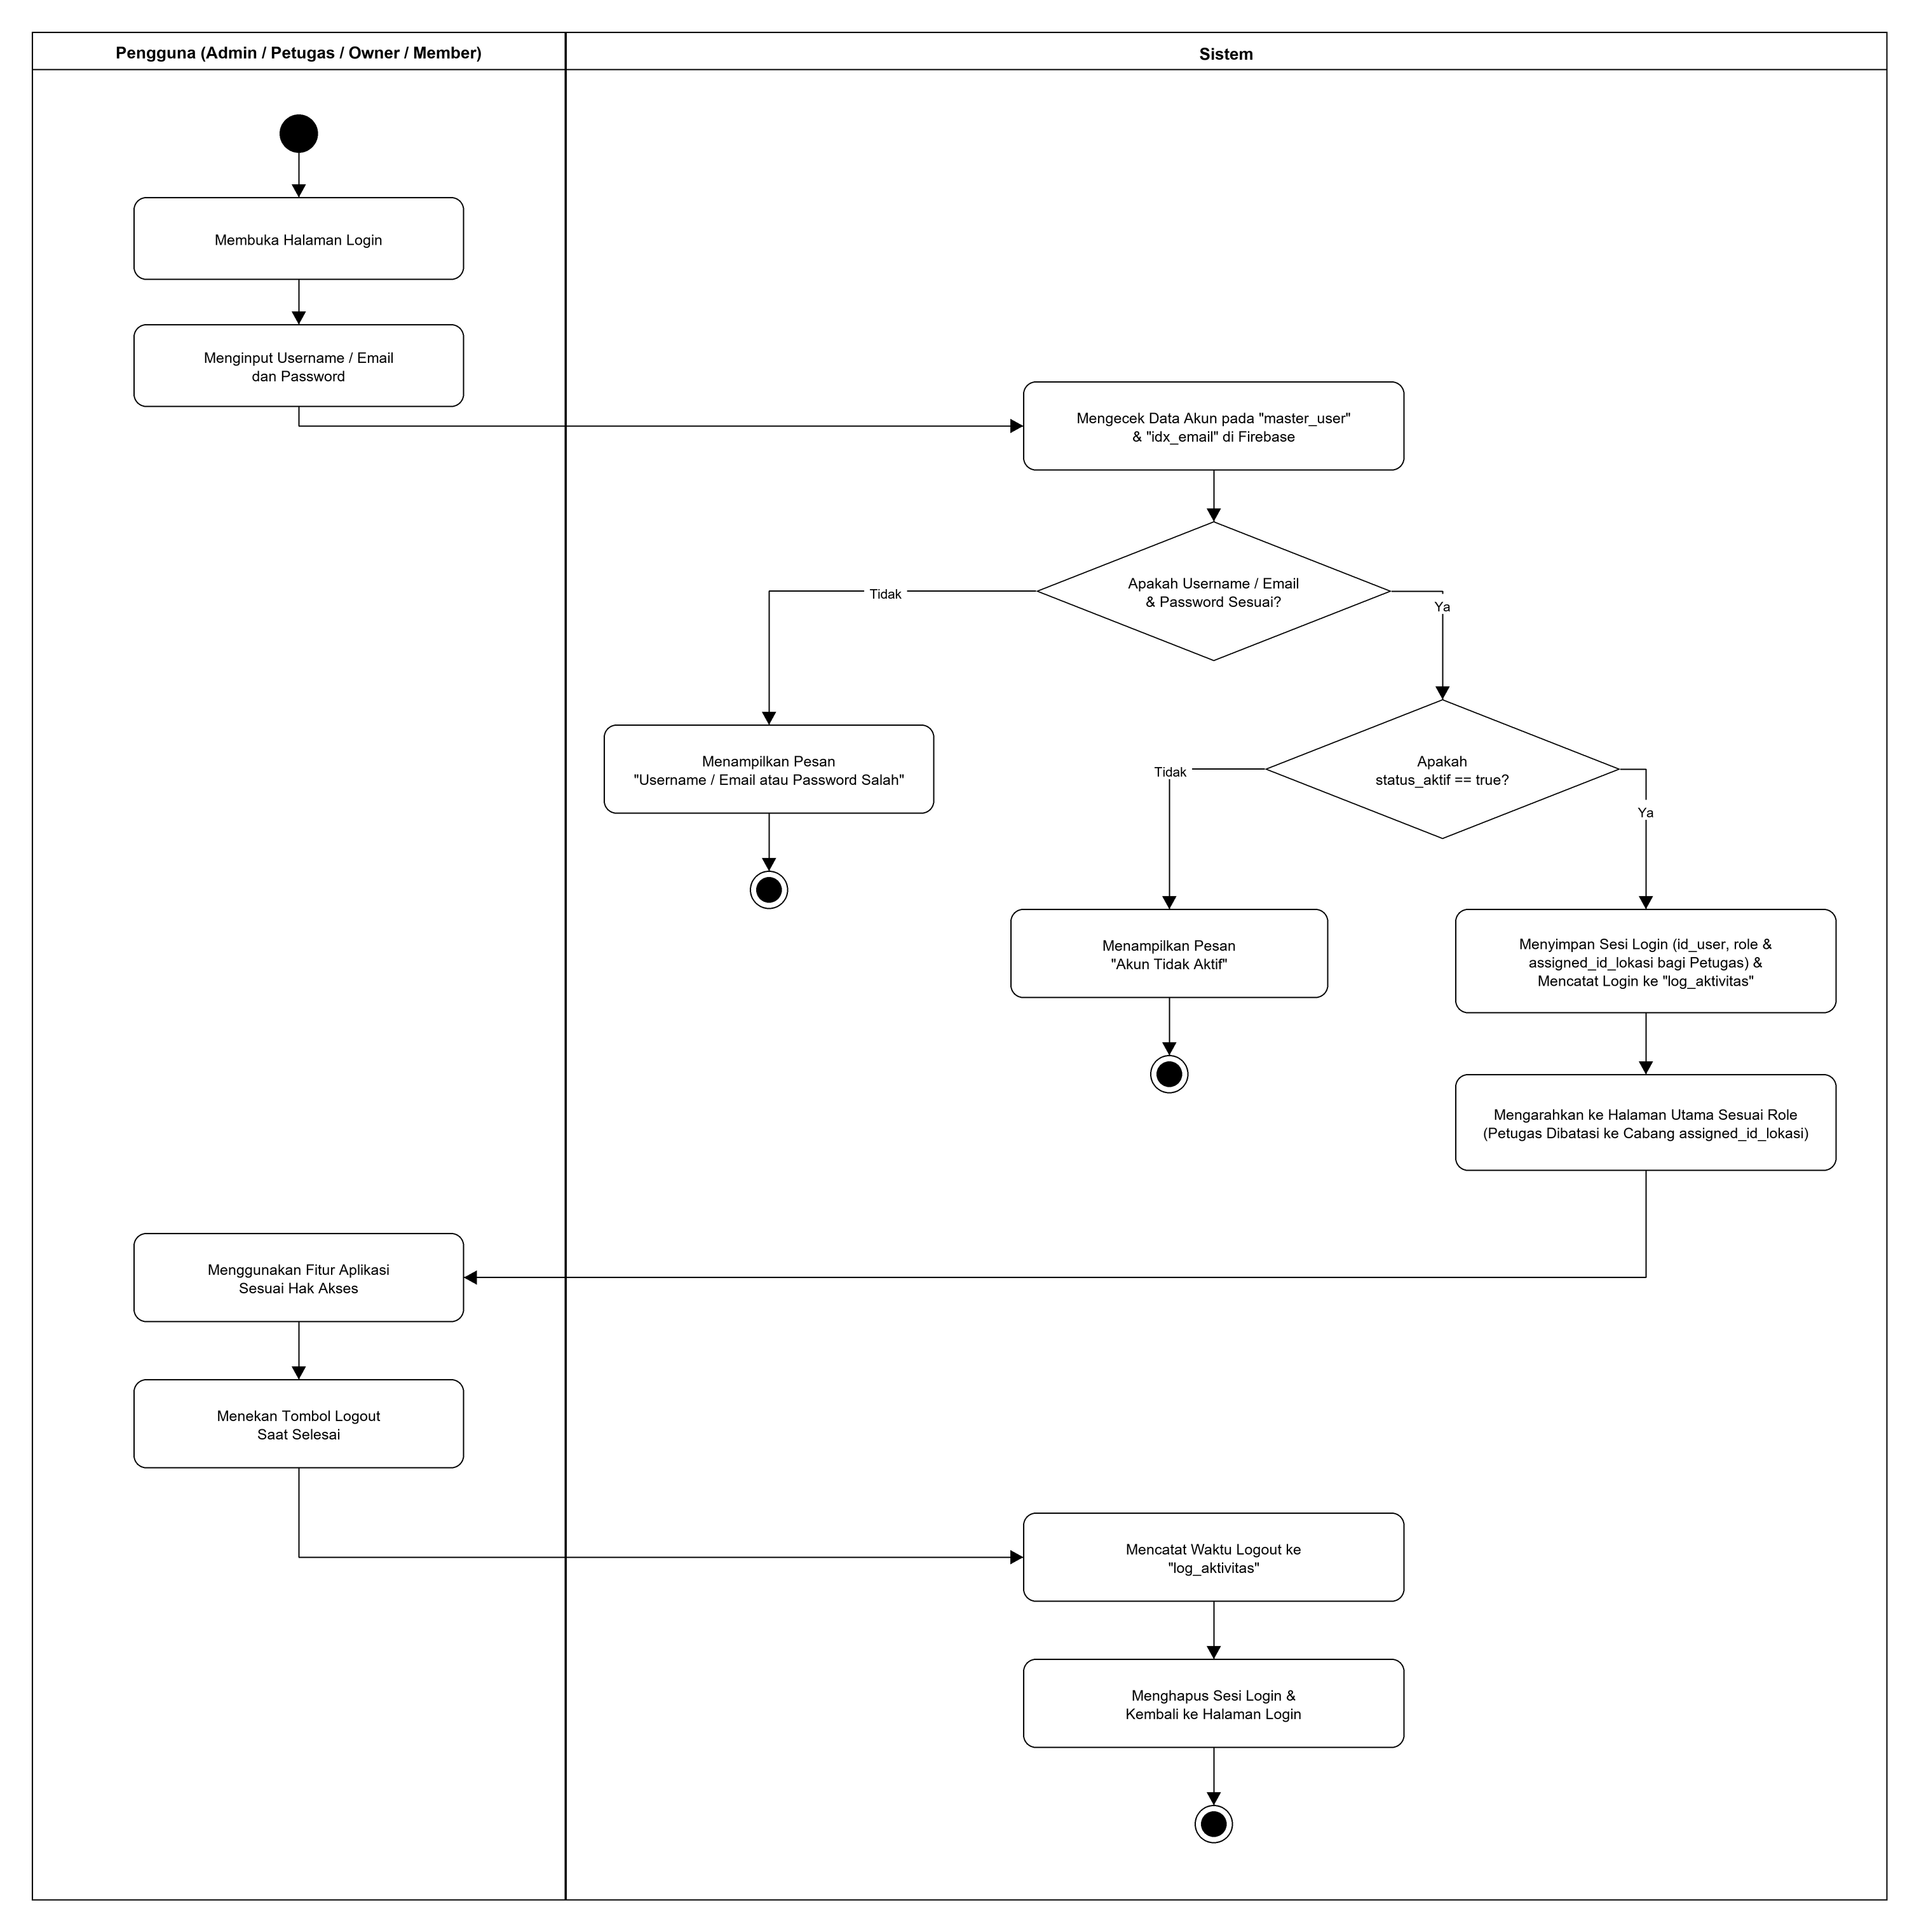 Pengguna (Admin / Petugas / Owner / Member)
Sistem
Membuka Halaman Login
Menginput Username / Email
dan Password
Mengecek Data Akun pada "master_user"
& "idx_email" di Firebase
Apakah Username / Email
& Password Sesuai?
Tidak
Ya
Menampilkan Pesan
"Username / Email atau Password Salah"
Apakah
status_aktif == true?
Tidak
Ya
Menampilkan Pesan
"Akun Tidak Aktif"
Menyimpan Sesi Login (id_user, role &
assigned_id_lokasi bagi Petugas) &
Mencatat Login ke "log_aktivitas"
Mengarahkan ke Halaman Utama Sesuai Role
(Petugas Dibatasi ke Cabang assigned_id_lokasi)
Menggunakan Fitur Aplikasi
Sesuai Hak Akses
Menekan Tombol Logout
Saat Selesai
Mencatat Waktu Logout ke
"log_aktivitas"
Menghapus Sesi Login &
Kembali ke Halaman Login